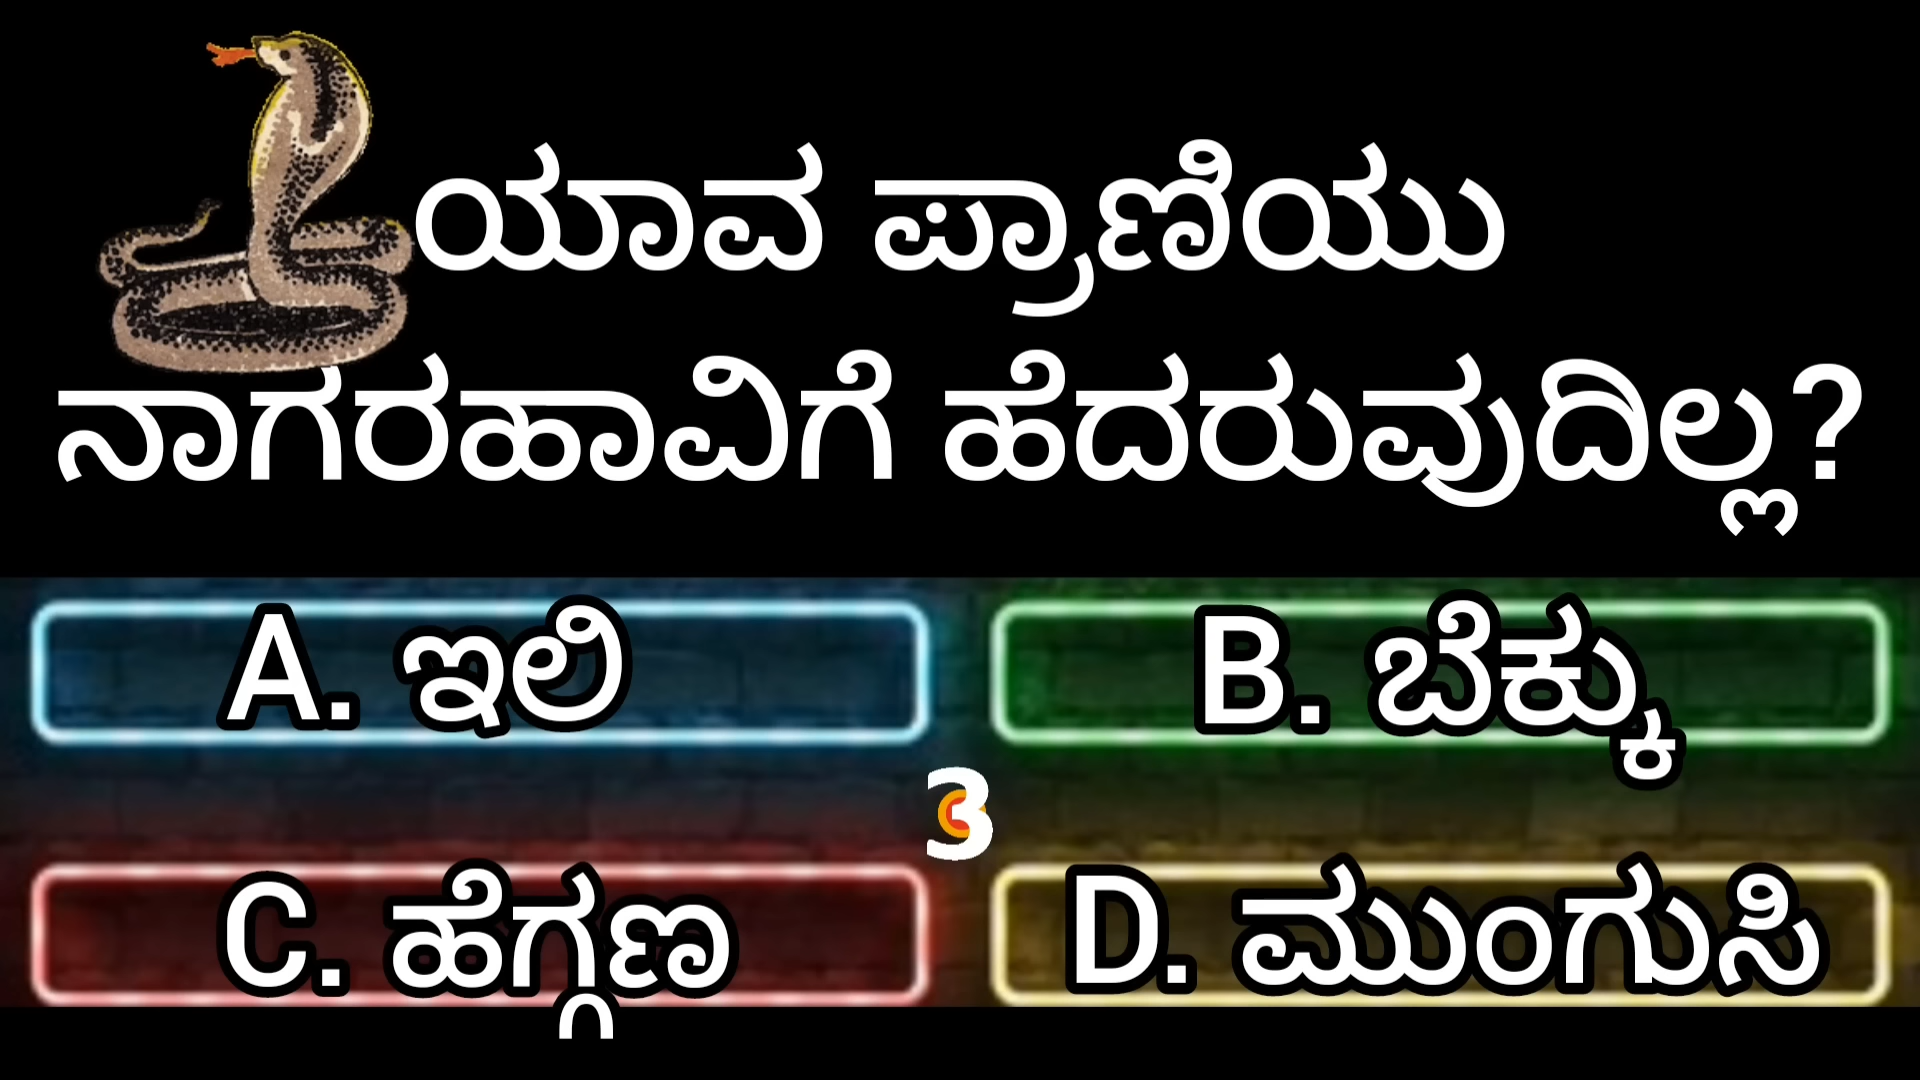 ಯಾವ ಪ್ರಾಣಿಯು
ನಾಗರಹಾವಿಗೆ ಹೆದರುವುದಿಲ್ಲ?
A. ಇಲಿ
B. ಬೆಕ್ಕು
3
C. ಹೆಗ್ಗಣ
D. ಮುಂಗುಸಿ